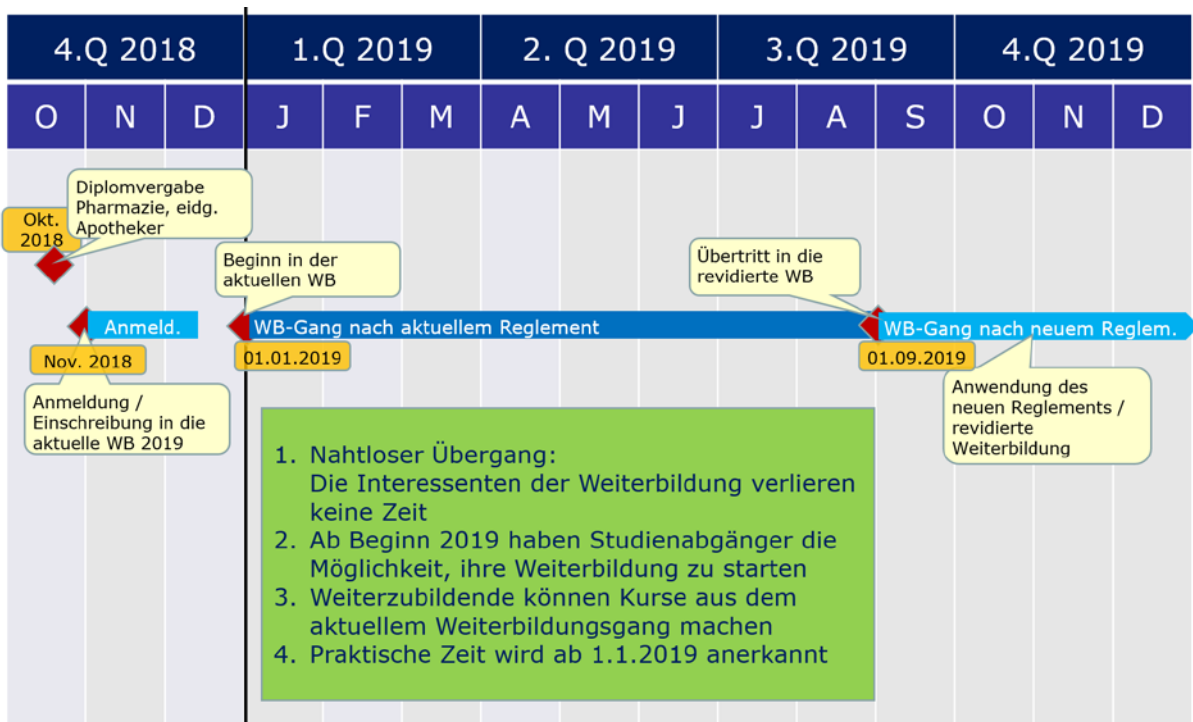 4.Q 2018 1.Q 2019 2. Q 2019 3.Q 2019 4.Q 2019
O N D J F M A M J J A S O N D
Diplomvergabe
Pharmazie, eidg.
Apotheker
Okt.
2018
Beginn in der
aktuellen WB
Übertritt in die
revidierte WB
Anmeld.
WB-Gang nach aktuellem Reglement
WB-Gang nach neuem Reglem.
Nov. 2018
01.01.2019
01.09.2019
Anmeldung /
Einschreibung in die
aktuelle WB 2019
Anwendung des
neuen Reglements /
revidierte
Weiterbildung
1. Nahtloser Übergang:
Die Interessenten der Weiterbildung verlieren
keine Zeit
2. Ab Beginn 2019 haben Studienabgänger die
Möglichkeit, ihre Weiterbildung zu starten
3. Weiterzubildende können Kurse aus dem
aktuellem Weiterbildungsgang machen
4. Praktische Zeit wird ab 1.1.2019 anerkannt